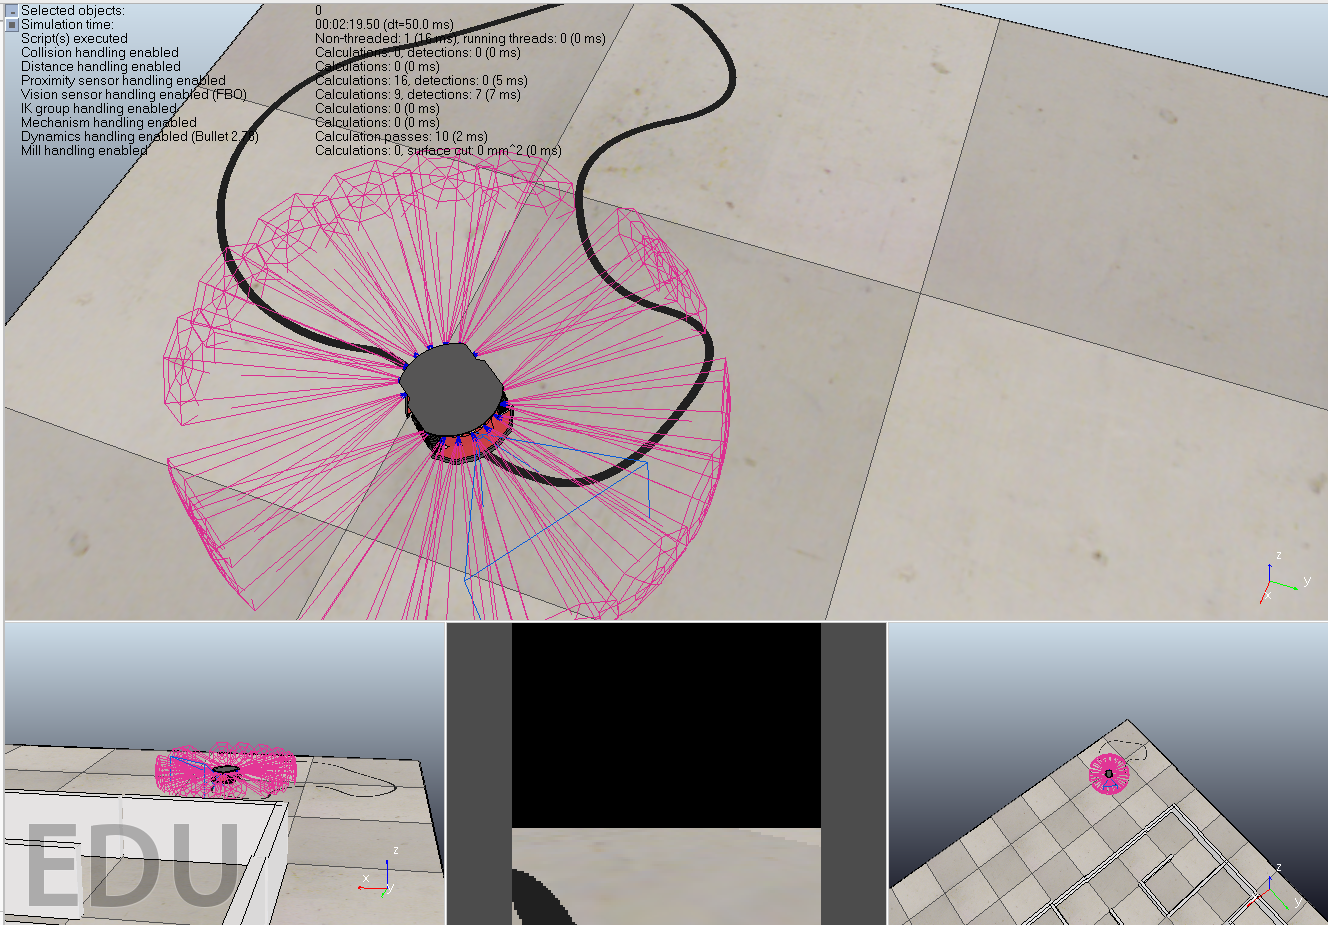 Selected objects: 0
Simulation time: 00:02:19.50 (dt=50.0 ms)
Script(s) executed Non-threaded: 1 (16 ms), running threads: 0 (0 ms)
Collision handling enabled Calculations: 0, detections: 0 (0 ms)
Distance handling enabled Calculations: 0 (0 ms)
Proximity sensor handling enabled Calculations: 16, detections: 0 (5 ms)
Vision sensor handling enabled (FBO) Calculations: 9, detections: 7 (7 ms)
IK group handling enabled Calculations: 0 (0 ms)
Mechanism handling enabled Calculations: 0 (0 ms)
Dynamics handling enabled (Bullet 2.78) Calculation passes: 10 (2 ms)
Mill handling enabled Calculations: 0, surface cut: 0 mm^2 (0 ms)
z
y
x
EDU
z
x
y
z
y